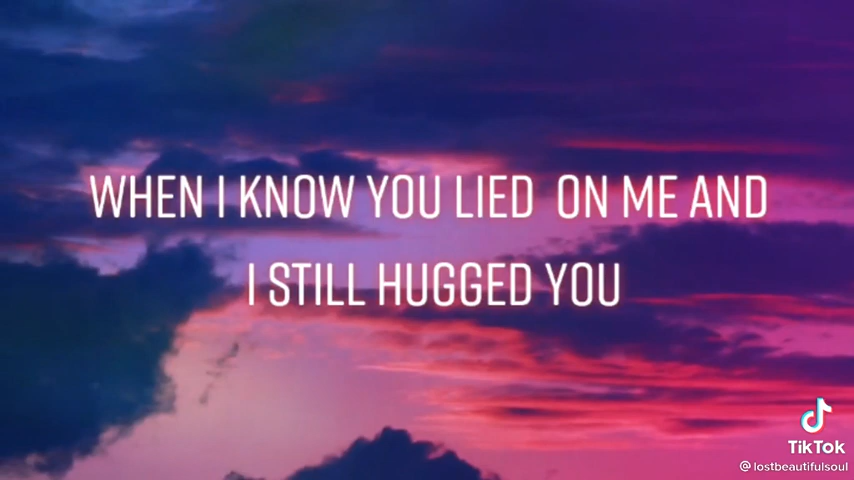 WHEN I KNOW YOU LIED ON ME AND
I STILL HUGGED YOU
TikTok
@lostbeautifulsoul